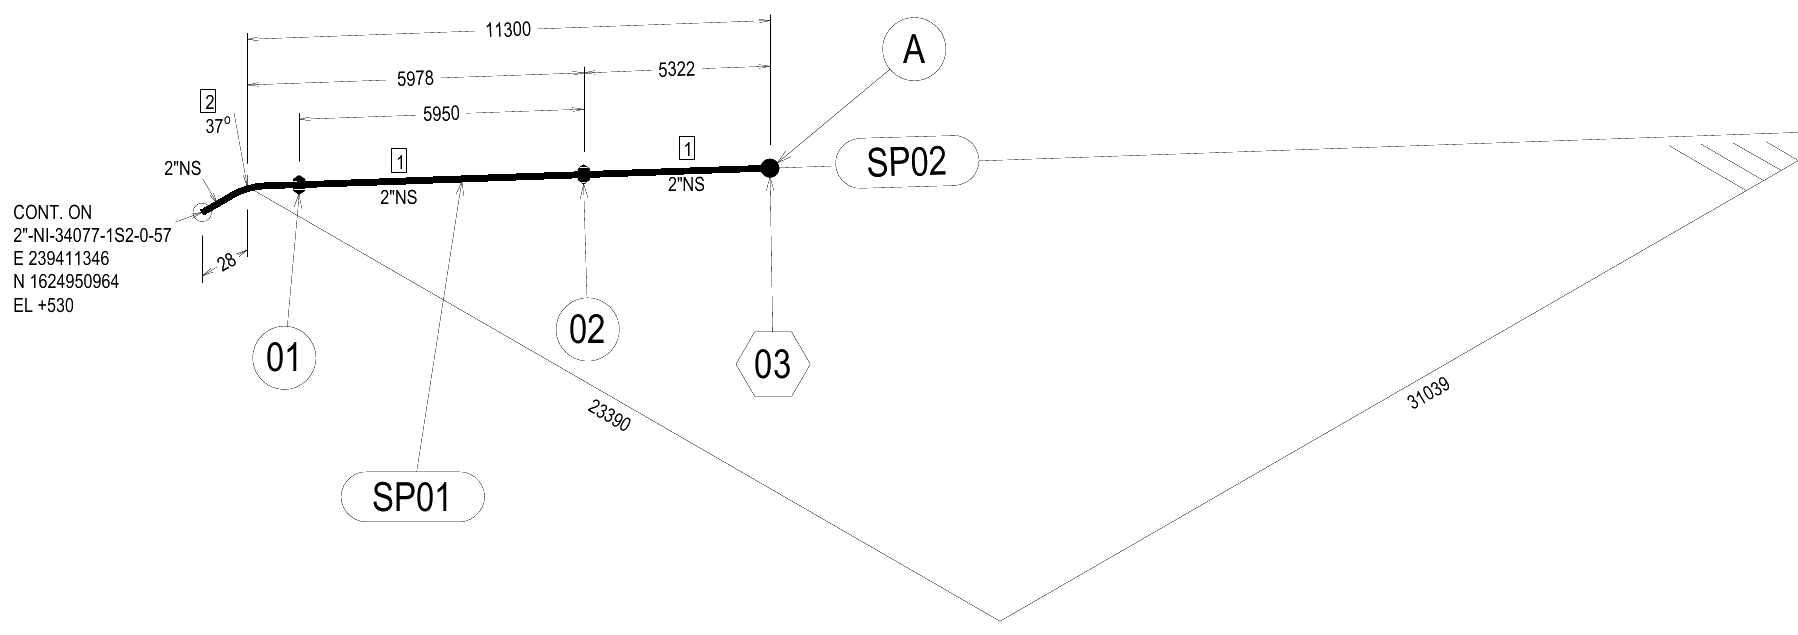 11300
A
5978
5322
2
37°
5950
1
1
SP02
2"NS
2"NS
2"NS
CONT. ON
2"-NI-34077-1S2-0-57
E 239411346
N 1624950964
EL +530
28
01
02
03
23390
31039
SP01